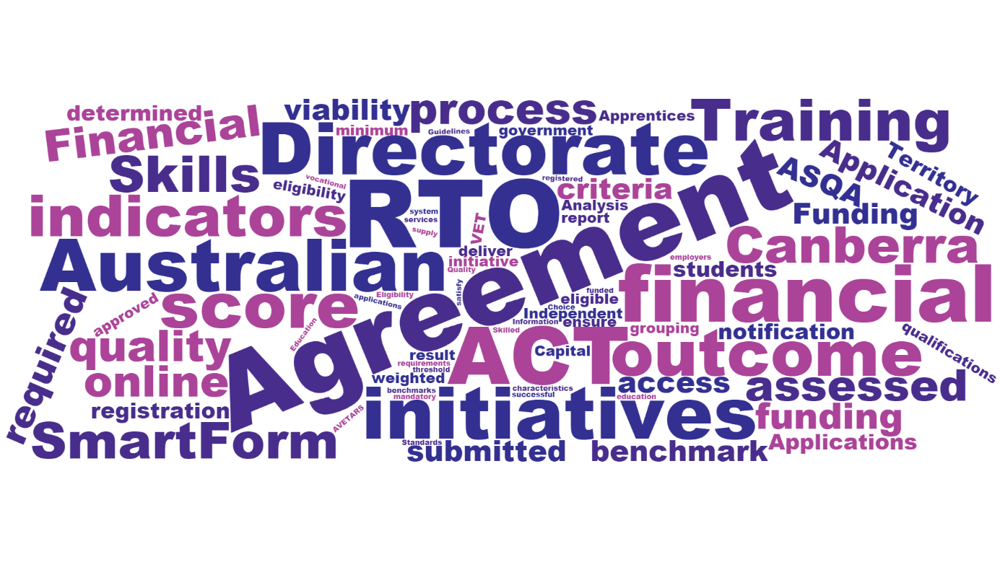 determined
Financial
viability
process
Apprentices
Training
minimum
Guidelines
government
Directorate
Skills
vocational
eligibility
registered
criteria
ASQA
Application
Territory
indicators
RTO
system
services
supply
VET
Analysis
report
Funding
Agreement
Australian
deliver
initiative
Quality
Canberra
employers
students
financial
required
approved
score
applications
Eligibility
satisfy
funded
eligible
Choice
Independent
Information
ensure
Education
quality
Skilled
grouping
notification
qualifications
online
result
requirements
threshold
weighted
ACT
Capital
outcome
access
assessed
registration
benchmarks
mandatory
characteristics
successful
education
AVETARS
initiatives
funding
SmartForm
Standards
submitted
benchmark
Applications